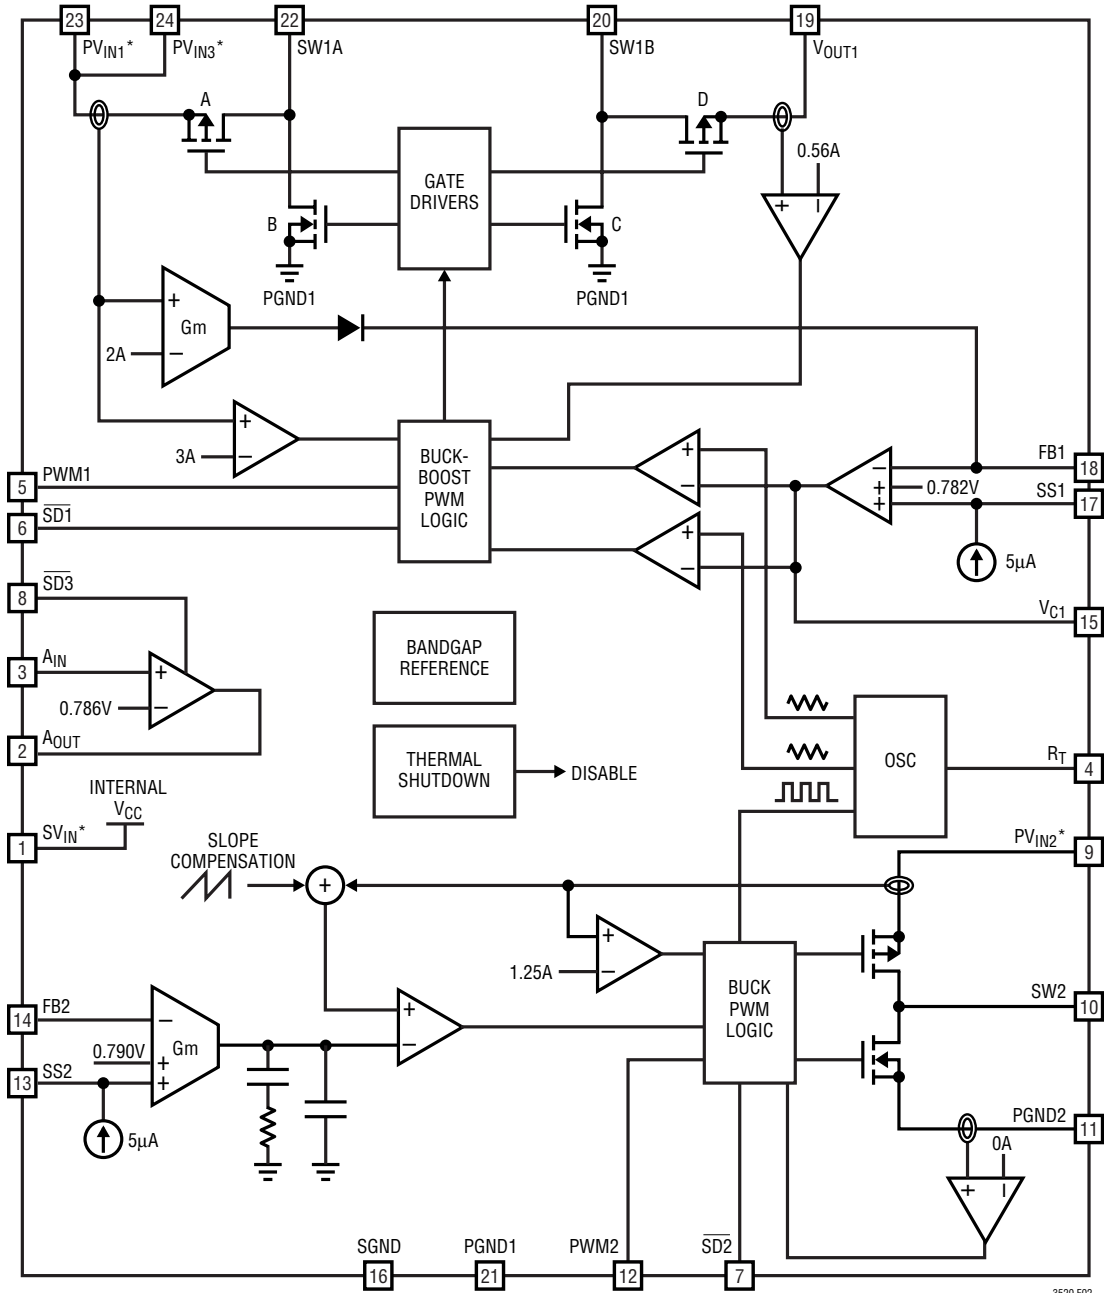 23
24
22
20
19
PVIN1*
PVIN3*
SW1A
SW1B
VOUT1
A
D
0.56A
GATE
DRIVERS
+
–
B
C
PGND1
PGND1
+
Gm
2A
–
+
3A
–
BUCK-
BOOST
PWM
LOGIC
+
–
+
–
–
+
+
0.782V
FB1
18
SS1
17
5µA
5
PWM1
6
SD1
8
SD3
3
AIN
+
0.786V
–
2
AOUT
VC1
15
BANDGAP
REFERENCE
THERMAL
SHUTDOWN
DISABLE
OSC
RT
4
INTERNAL
VCC
1
SVIN*
SLOPE
COMPENSATION
+
PVIN2*
9
+
1.25A
–
BUCK
PWM
LOGIC
SW2
10
14
FB2
–
0.790V
+
Gm
13
SS2
+
5µA
+
–
PGND2
11
0A
+
–
SGND
PGND1
PWM2
SD2
16
21
12
7
3520 F02